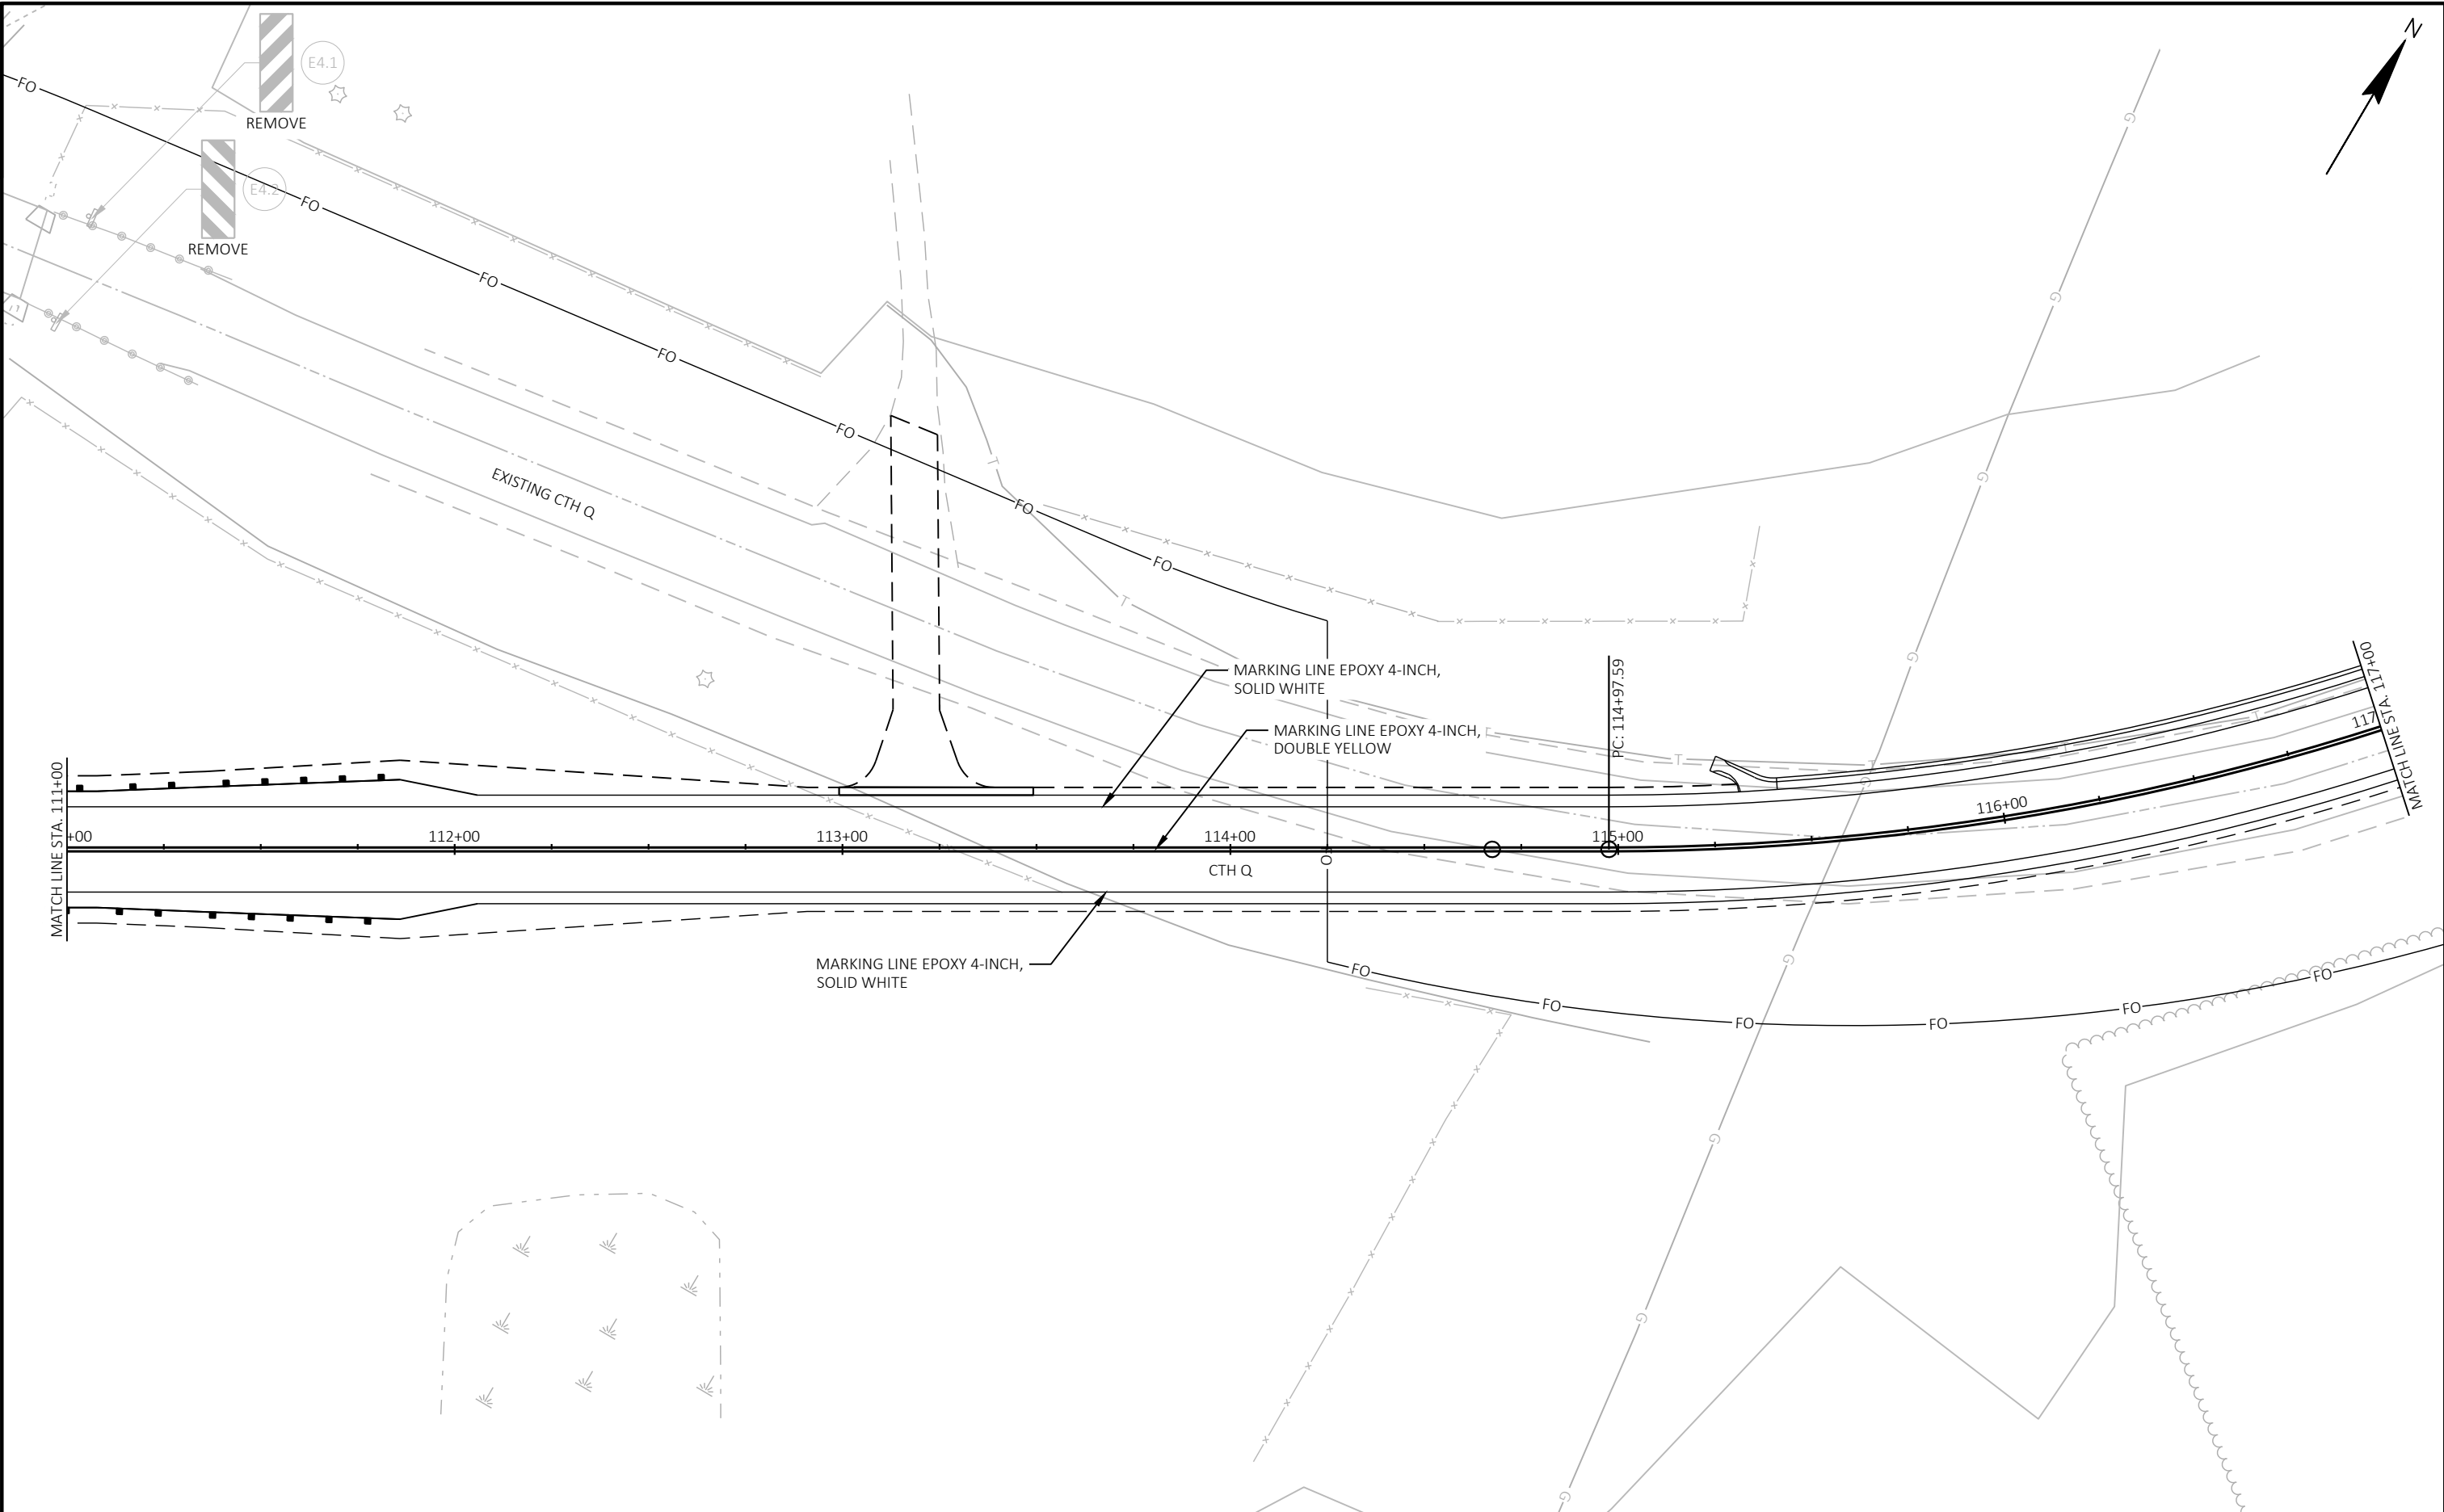 N
E4.1
REMOVE
E4.2
REMOVE
FO
FO
FO
FO
FO
FO
FO
EXISTING CTH Q
G
G
G
G
G
G
G
G
G
T
T
T
T
T
T
MARKING LINE EPOXY 4-INCH,
SOLID WHITE
MARKING LINE EPOXY 4-INCH,
DOUBLE YELLOW
PC: 114+97.59
MATCH LINE STA. 117+00
117
116+00
MATCH LINE STA. 111+00
+00
112+00
113+00
114+00
115+00
CTH Q
MARKING LINE EPOXY 4-INCH,
SOLID WHITE
FO
FO
FO
FO
FO
FO